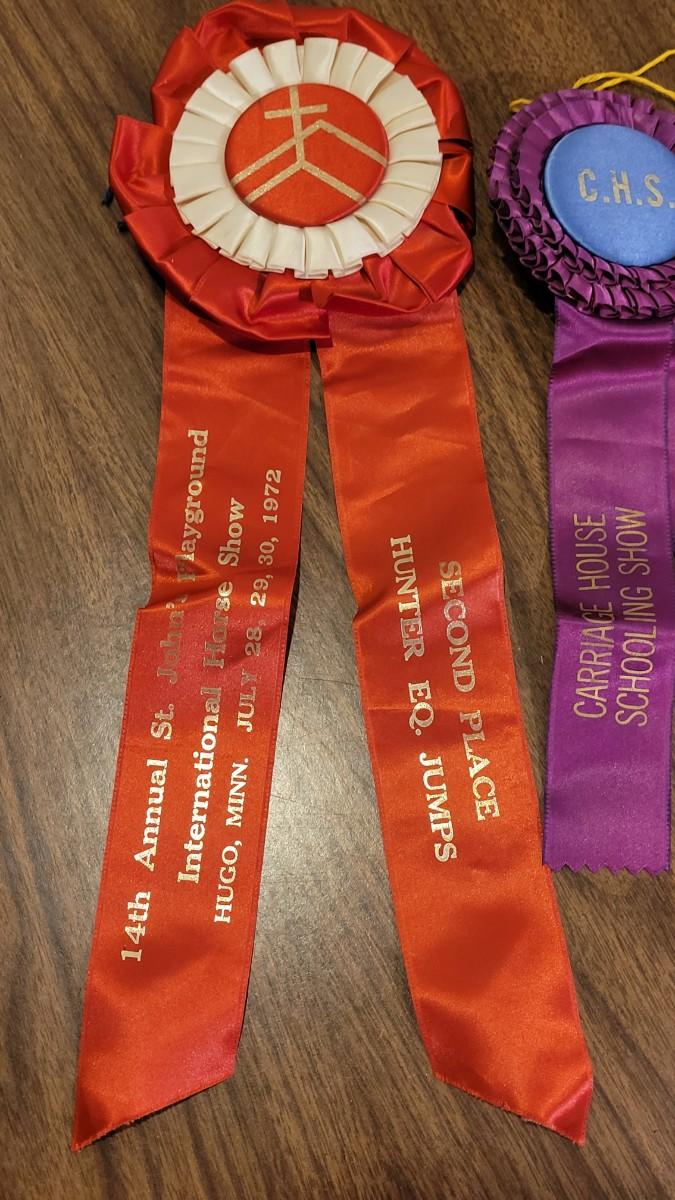 14th Annual St. John's Playground
International Horse Show
HUGO, MINN. JULY 28, 29, 30, 1972
SECOND PLACE
HUNTER EQ. JUMPS
C.H.S.
CARRIAGE HOUSE
SCHOOLING SHOW